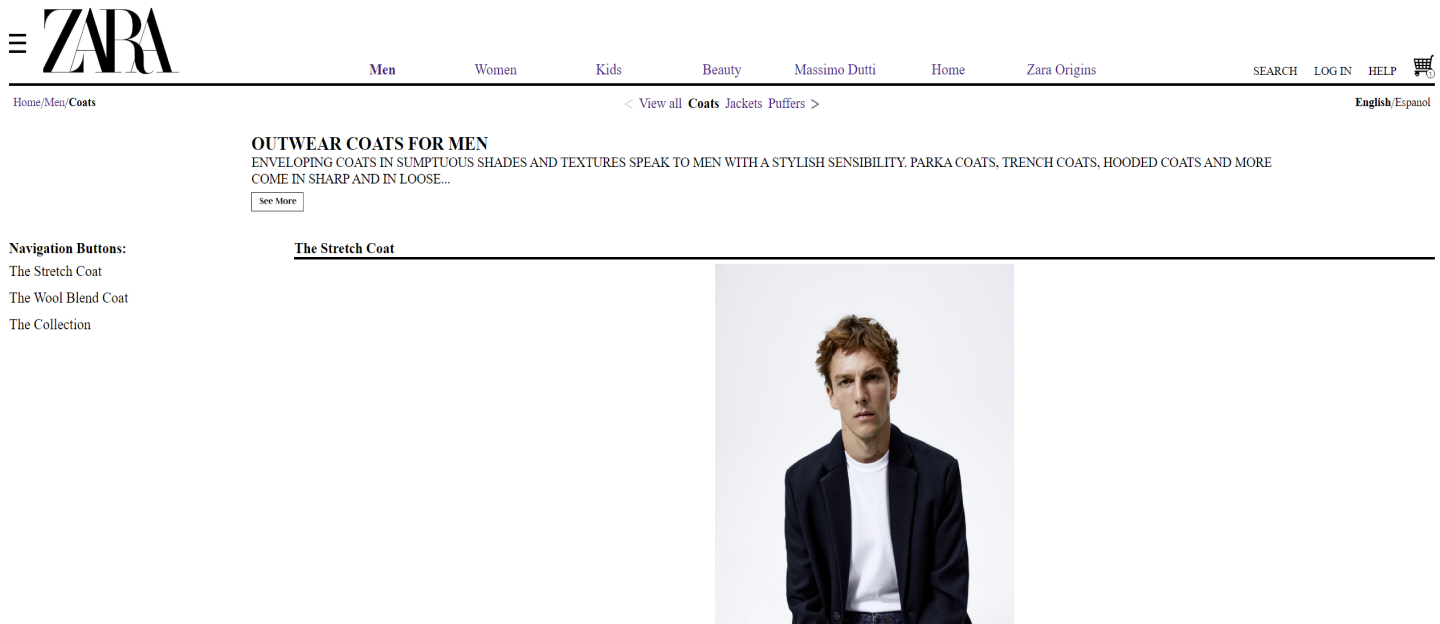 ZARA
Men Women Kids Beauty Massimo Dutti Home Zara Origins SEARCH LOG IN HELP 1
Home/Men/Coats < View all Coats Jackets Puffers > English/Espanol
OUTWEAR COATS FOR MEN
ENVELOPING COATS IN SUMPTUOUS SHADES AND TEXTURES SPEAK TO MEN WITH A STYLISH SENSIBILITY. PARKA COATS, TRENCH COATS, HOODED COATS AND MORE
COME IN SHARP AND IN LOOSE...
See More
Navigation Buttons:
The Stretch Coat
The Wool Blend Coat
The Collection
The Stretch Coat